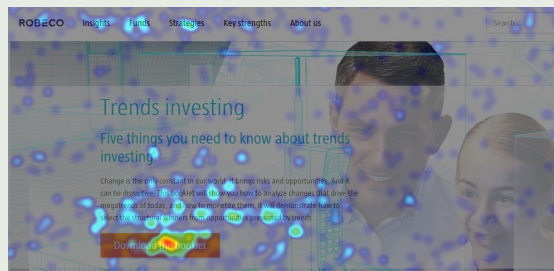 ROBECO Insights Funds Strategies Key strengths About us Search
Trends investing
Five things you need to know about trends
investing
Change is the only constant in our world. It brings risks and opportunities. And it
can be disruptive. This booklet will show you how to analyze changes that drive the
megatrends of today, and how to monetize them. It will demonstrate how to
select the structural winners from opportunities presented by trends
Download the booklet